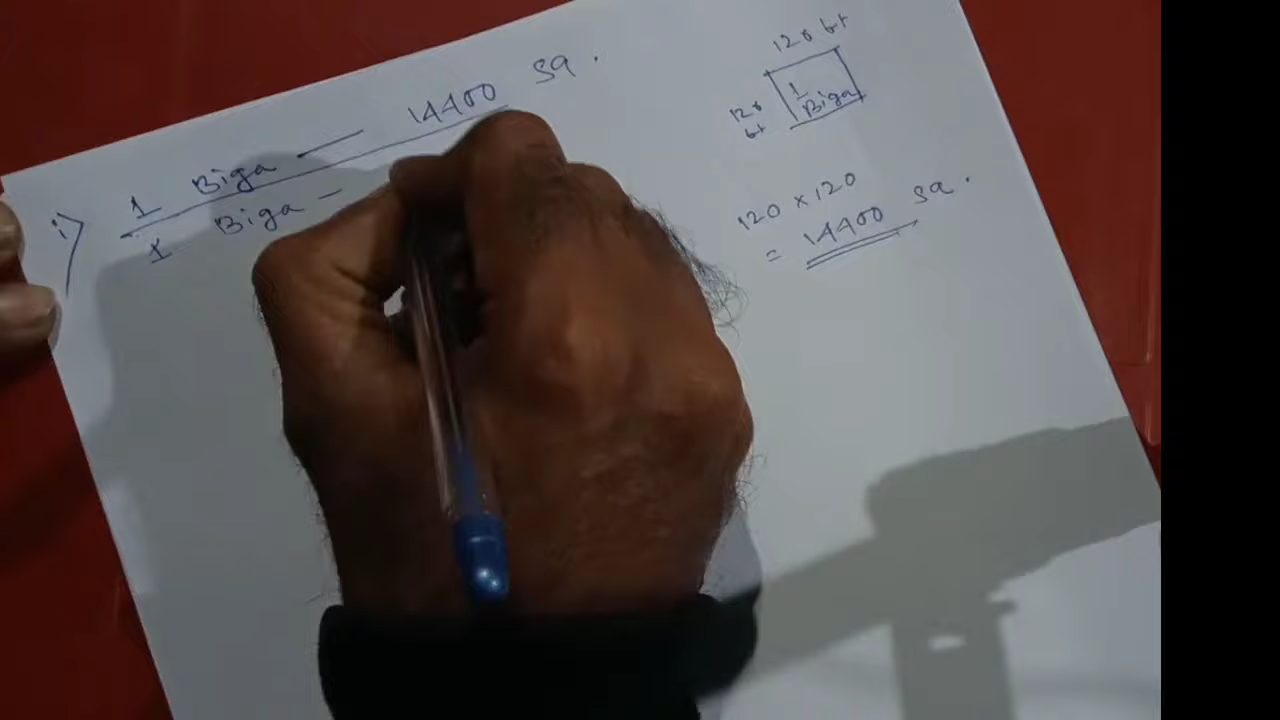 i) 1 Biga — 14400 sq.
1 Biga —
120 ft
120
ft
1
Biga
120 x 120
= 14400 sq.